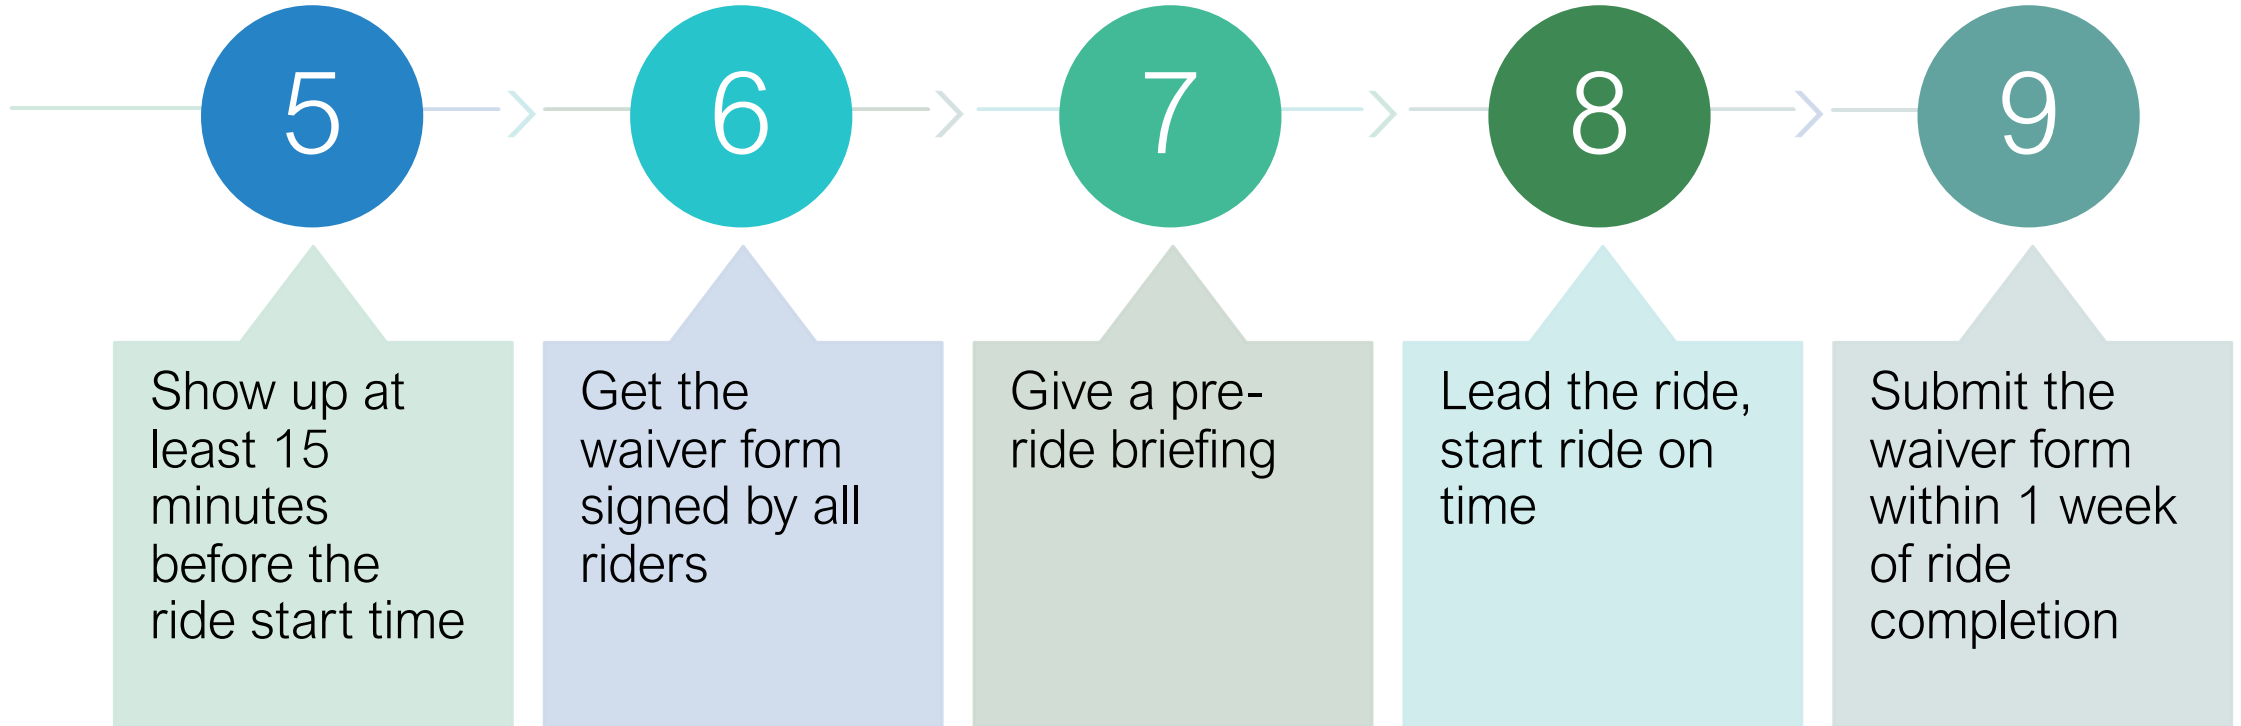 5
Show up at
least 15
minutes
before the
ride start time
6
Get the
waiver form
signed by all
riders
7
Give a pre-
ride briefing
8
Lead the ride,
start ride on
time
9
Submit the
waiver form
within 1 week
of ride
completion